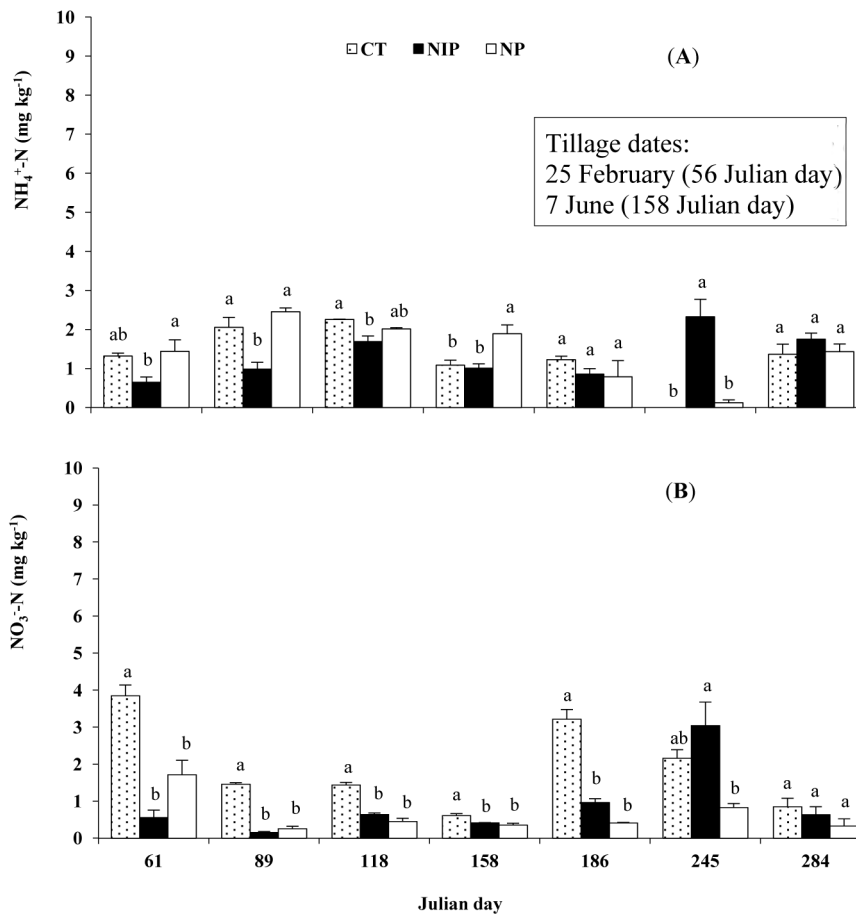 10
9
8
7
6
5
4
3
2
1
0
NH₄⁺-N (mg kg⁻¹)
CT NIP NP
(A)
Tillage dates:
25 February (56 Julian day)
7 June (158 Julian day)
ab b a
a b a
a b ab
b b a
a a a
b a b
a a a
10
9
8
7
6
5
4
3
2
1
0
NO₃⁻-N (mg kg⁻¹)
(B)
a b b
a b b
a b b
a b b
a b b
ab a b
a a a
61 89 118 158 186 245 284
Julian day